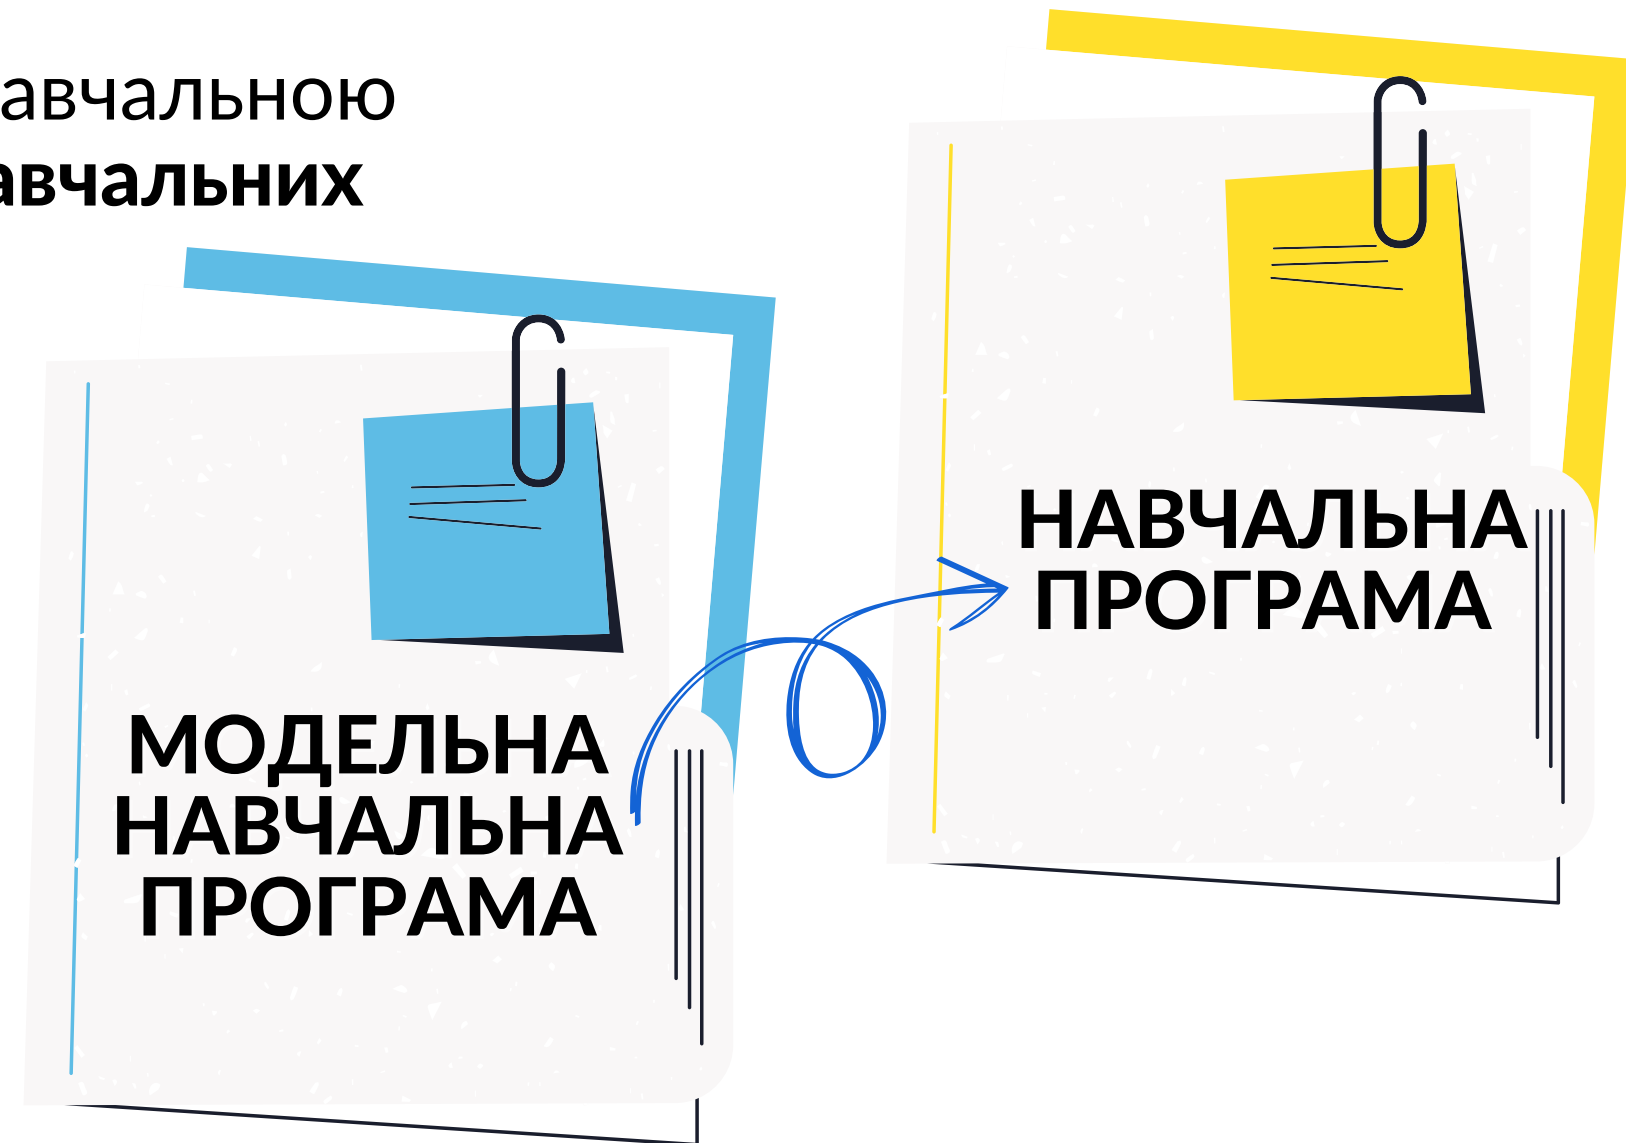 авчальною
авчальних
НАВЧАЛЬНА
ПРОГРАМА
МОДЕЛЬНА
НАВЧАЛЬНА
ПРОГРАМА